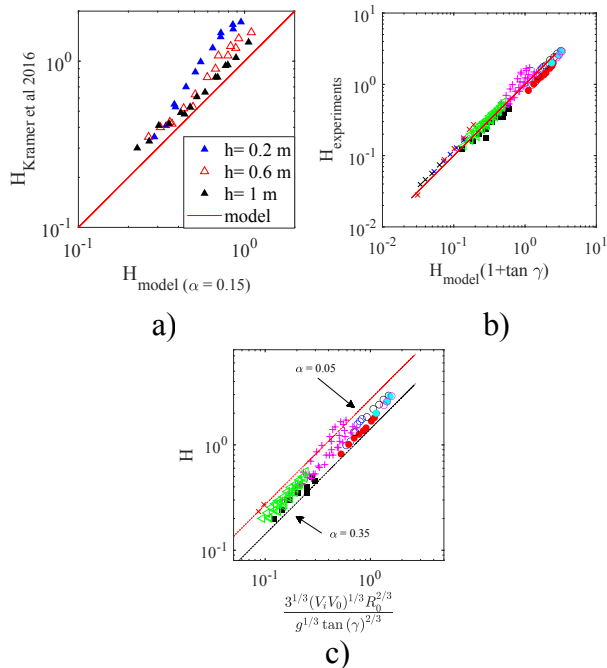 a)
H_Kramer et al 2016
10^0
10^-1
h= 0.2 m
h= 0.6 m
h= 1 m
model
10^-1
10^0
H_model (α = 0.15)
b)
H_experiments
10^1
10^0
10^-1
10^-2
10^-2
10^-1
10^0
10^1
H_model(1+tan γ)
H
10^0
10^-1
α = 0.05
α = 0.35
10^-1
10^0
3^1/3 (V_i V_0)^1/3 R_0^2/3
g^1/3 tan (γ)^2/3
c)